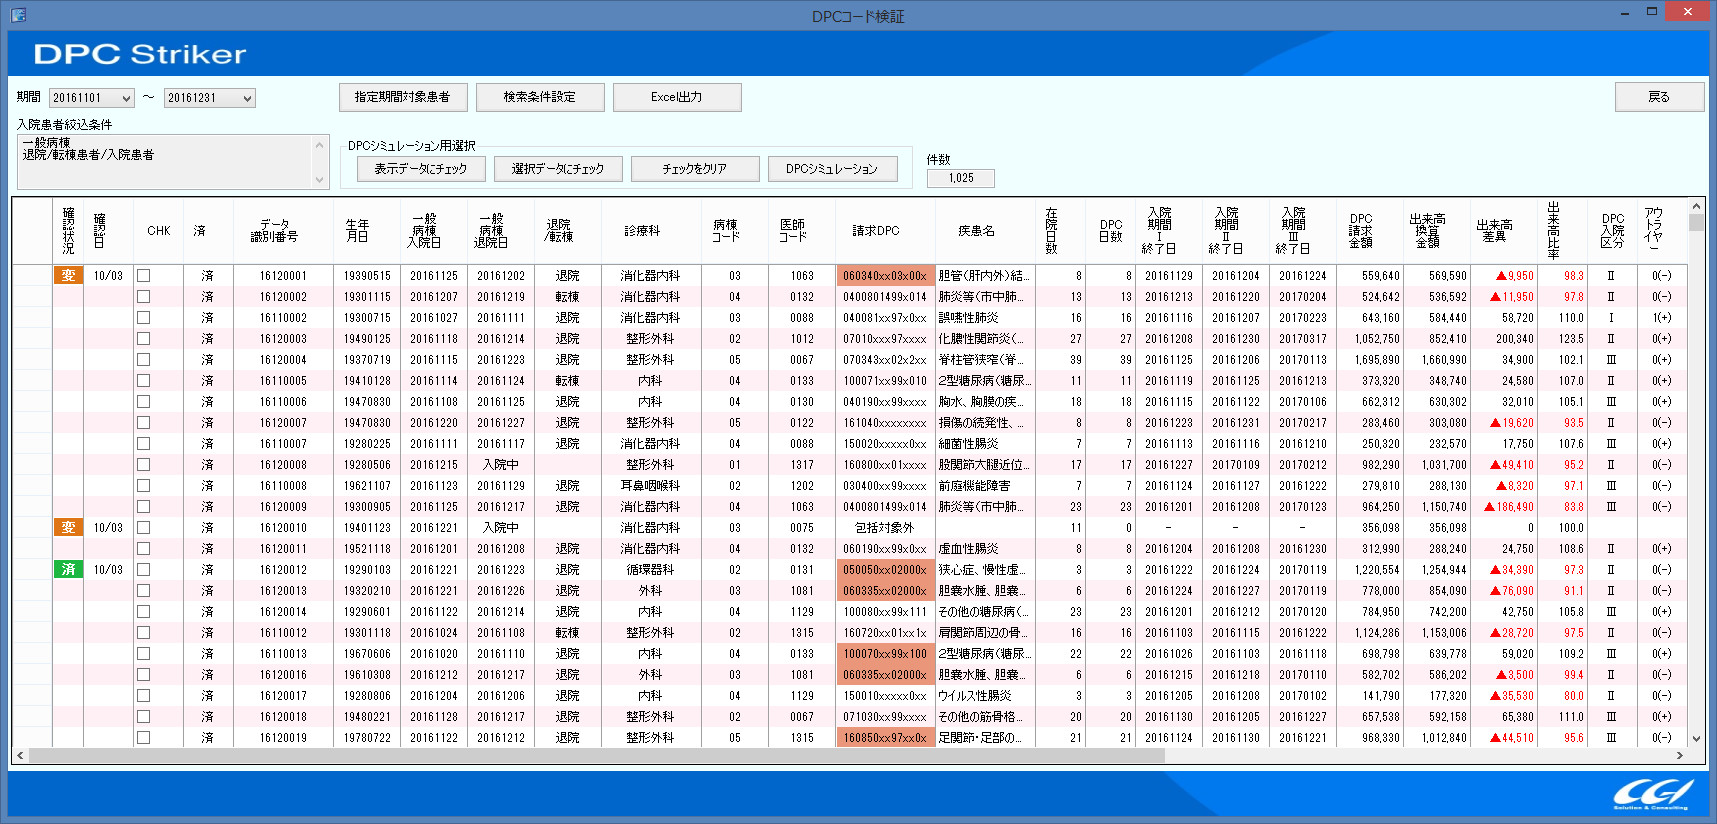 DPCコード検証
DPC Striker
期間 20161101 ～ 20161231 指定期間対象患者 検索条件設定 Excel出力 戻る
入院患者絞込条件
一般病棟
退院/転棟患者/入院患者
DPCシミュレーション用選択
表示データにチェック 選択データにチェック チェックをクリア DPCシミュレーション
件数
1,025
確認状況 確認日 CHK 済 データ識別番号 生年月日 一般病棟入院日 一般病棟退院日 退院/転棟 診療科 病棟コード 医師コード 請求DPC 疾患名 在院日数 DPC日数 入院期間Ⅰ終了日 入院期間Ⅱ終了日 入院期間Ⅲ終了日 DPC請求金額 出来高換算金額 出来高差異 出来高比率 DPC入院区分 アウトライヤー
変 10/03 済 16120001 19390515 20161125 20161202 退院 消化器内科 03 1063 060340xx03x00x 胆管(肝内外)結... 8 8 20161129 20161204 20161224 559,640 569,590 ▲9,950 98.3 Ⅱ 0(-)
済 16120002 19301115 20161207 20161219 転棟 消化器内科 04 0132 0400801499x014 肺炎等(市中肺... 13 13 20161213 20161220 20170204 524,642 536,592 ▲11,950 97.8 Ⅱ 0(-)
済 16110002 19300715 20161027 20161111 退院 消化器内科 03 0088 040081xx97x0xx 誤嚥性肺炎 16 16 20161116 20161207 20170223 643,160 584,440 58,720 110.0 Ⅰ 1(+)
済 16120003 19490125 20161118 20161214 退院 整形外科 02 1012 07010xxx97xxxx 化膿性関節炎(... 27 27 20161208 20161230 20170317 1,052,750 852,410 200,340 123.5 Ⅱ 0(+)
済 16120004 19370719 20161115 20161223 退院 整形外科 05 0067 070343xx02x2xx 脊柱管狭窄(脊... 39 39 20161125 20161206 20170113 1,695,890 1,660,990 34,900 102.1 Ⅲ 0(+)
済 16110005 19410128 20161114 20161124 転棟 内科 04 0133 100071xx99x010 2型糖尿病(糖尿... 11 11 20161119 20161125 20161213 373,320 348,740 24,580 107.0 Ⅱ 0(+)
済 16110006 19470830 20161108 20161125 退院 内科 04 0130 040190xx99xxxx 胸水、胸膜の疾... 18 18 20161115 20161122 20170106 662,312 630,302 32,010 105.1 Ⅲ 0(+)
済 16120007 19470830 20161220 20161227 退院 整形外科 05 0122 161040xxxxxxxx 損傷の続発性、... 8 8 20161223 20161231 20170217 283,460 303,080 ▲19,620 93.5 Ⅱ 0(-)
済 16110007 19280225 20161111 20161117 退院 消化器内科 04 0088 150020xxxxx0xx 細菌性腸炎 7 7 20161113 20161116 20161210 250,320 232,570 17,750 107.6 Ⅲ 0(+)
済 16120008 19280506 20161215 入院中 整形外科 01 1317 160800xx01xxxx 股関節大腿近位... 17 17 20161227 20170109 20170212 982,290 1,031,700 ▲49,410 95.2 Ⅱ 0(-)
済 16110008 19621107 20161123 20161129 退院 耳鼻咽喉科 02 1202 030400xx99xxxx 前庭機能障害 7 7 20161124 20161127 20161222 279,810 288,130 ▲8,320 97.1 Ⅲ 0(-)
済 16120009 19300905 20161125 20161217 退院 消化器内科 04 1063 0400801499x014 肺炎等(市中肺... 23 23 20161201 20161208 20170123 964,250 1,150,740 ▲186,490 83.8 Ⅲ 0(-)
変 10/03 済 16120010 19401123 20161221 入院中 消化器内科 03 0075 包括対象外 11 0 - - - 356,098 356,098 0 100.0
済 16120011 19521118 20161201 20161208 退院 消化器内科 04 0132 060190xx99x0xx 虚血性腸炎 8 8 20161204 20161208 20161230 312,990 288,240 24,750 108.6 Ⅱ 0(+)
済 10/03 済 16120012 19290103 20161221 20161223 退院 循環器科 02 0131 050050xx02000x 狭心症、慢性虚... 3 3 20161222 20161224 20170119 1,220,554 1,254,944 ▲34,390 97.3 Ⅱ 0(-)
済 16120013 19320210 20161221 20161226 退院 外科 03 1081 060335xx02000x 胆嚢水腫、胆嚢... 6 6 20161224 20161227 20170119 778,000 854,090 ▲76,090 91.1 Ⅱ 0(-)
済 16120014 19290601 20161122 20161214 退院 内科 04 1129 100080xx99x111 その他の糖尿病(... 23 23 20161201 20161212 20170120 784,950 742,200 42,750 105.8 Ⅲ 0(+)
済 16110012 19301118 20161024 20161108 転棟 整形外科 02 1315 160720xx01xx1x 肩関節周辺の骨... 16 16 20161103 20161115 20161222 1,124,286 1,153,006 ▲28,720 97.5 Ⅱ 0(-)
済 16110013 19670606 20161020 20161110 退院 内科 04 0133 100070xx99x100 2型糖尿病(糖尿... 22 22 20161026 20161103 20161118 698,798 639,778 59,020 109.2 Ⅲ 0(+)
済 16120016 19610308 20161212 20161217 退院 外科 03 1081 060335xx02000x 胆嚢水腫、胆嚢... 6 6 20161215 20161218 20170110 582,702 586,202 ▲3,500 99.4 Ⅱ 0(-)
済 16120017 19280806 20161204 20161206 退院 内科 04 1129 150010xxxxx0xx ウイルス性腸炎 3 3 20161205 20161208 20170102 141,790 177,320 ▲35,530 80.0 Ⅱ 0(-)
済 16120018 19480221 20161128 20161217 退院 整形外科 02 0067 071030xx99xxxx その他の筋骨格... 20 20 20161130 20161205 20161227 657,538 592,158 65,380 111.0 Ⅲ 0(+)
済 16120019 19780722 20161122 20161212 退院 整形外科 05 1315 160850xx97xx0x 足関節・足部の... 21 21 20161124 20161130 20161221 968,330 1,012,840 ▲44,510 95.6 Ⅲ 0(-)
CGI
Solution & Consulting